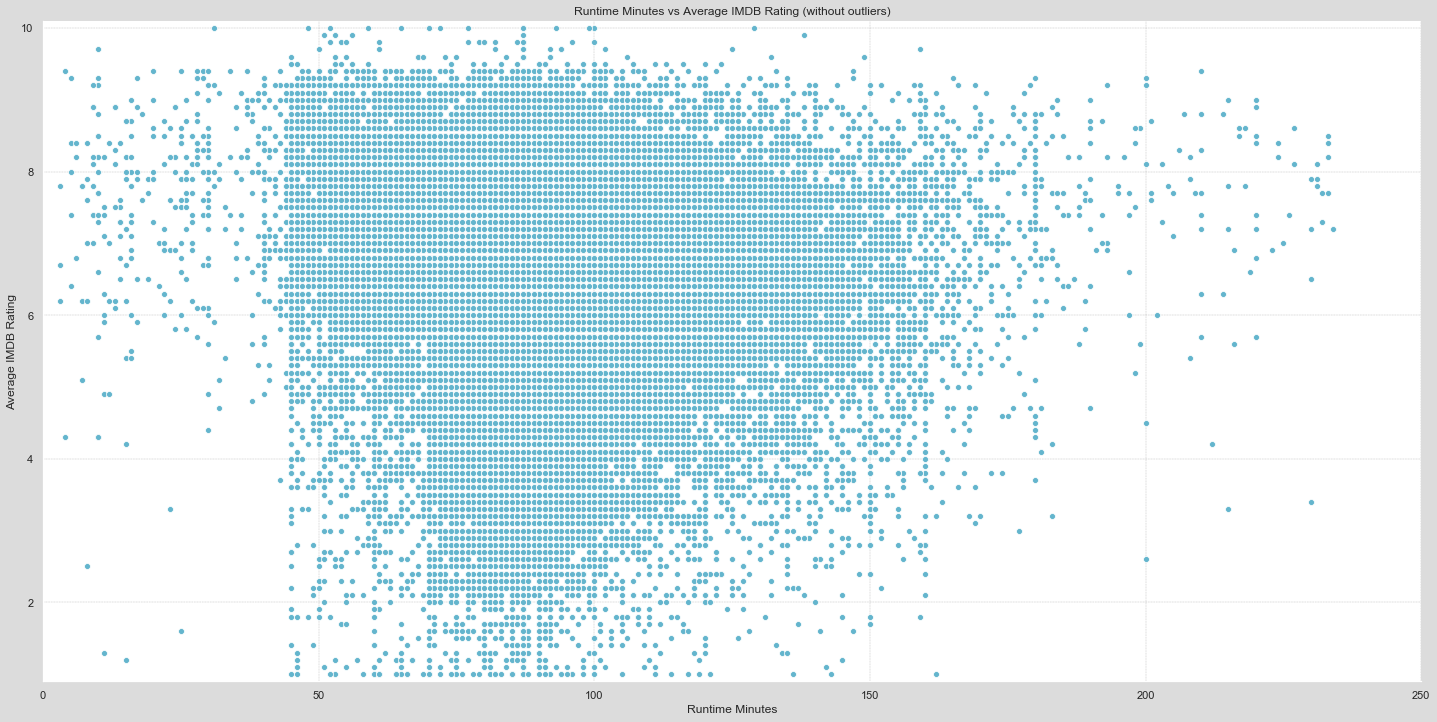 Runtime Minutes vs Average IMDB Rating (without outliers)
10
8
6
4
2
Average IMDB Rating
0 50 100 150 200 250
Runtime Minutes